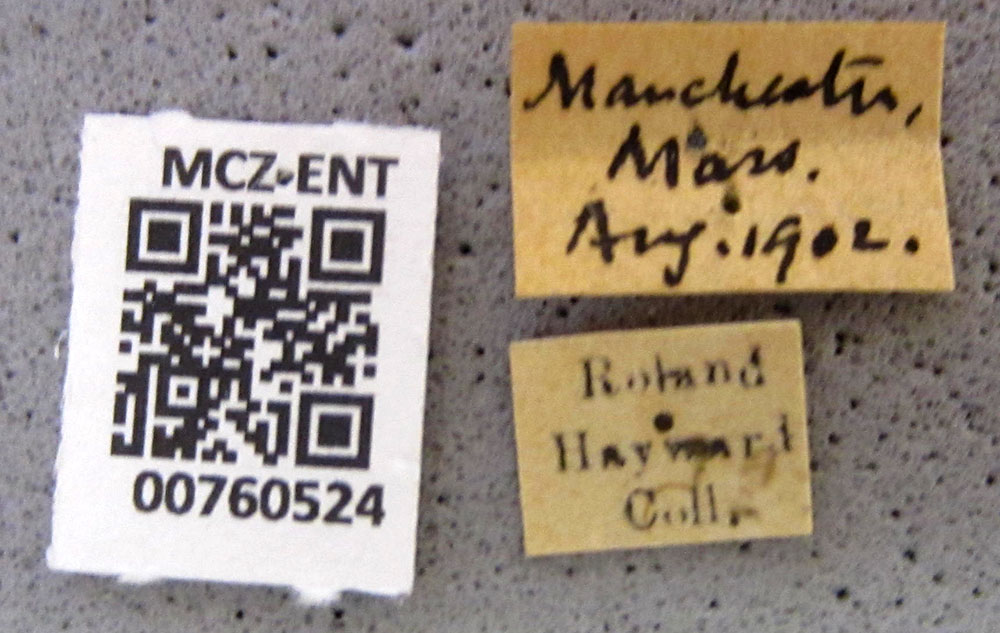 MCZ-ENT
00760524
Manchester,
Mass.
Aug. 1902.
Roland
Hayward
Coll.